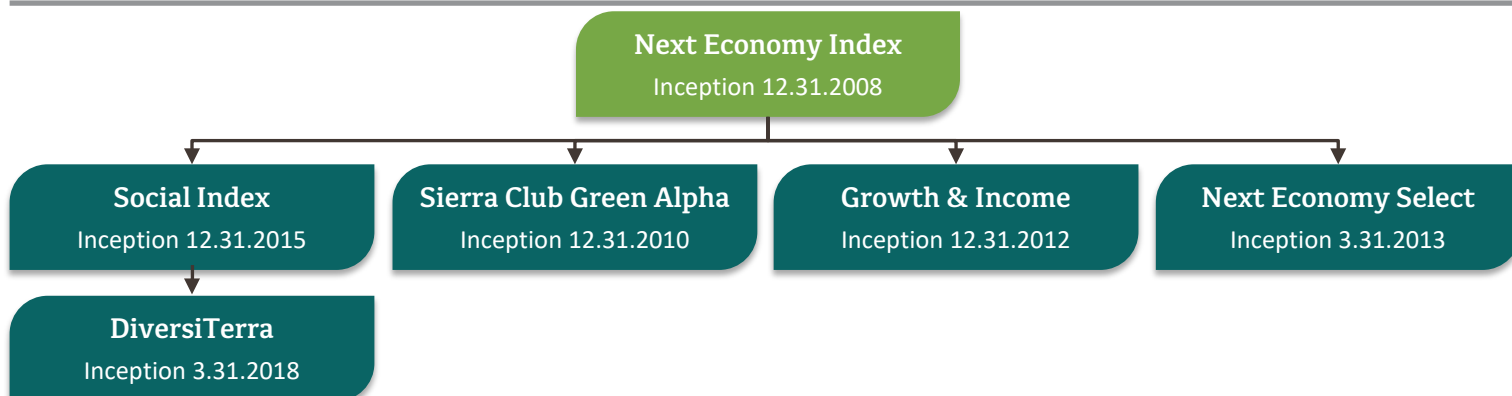 Next Economy Index
Inception 12.31.2008
Social Index
Inception 12.31.2015
Sierra Club Green Alpha
Inception 12.31.2010
Growth & Income
Inception 12.31.2012
Next Economy Select
Inception 3.31.2013
DiversiTerra
Inception 3.31.2018